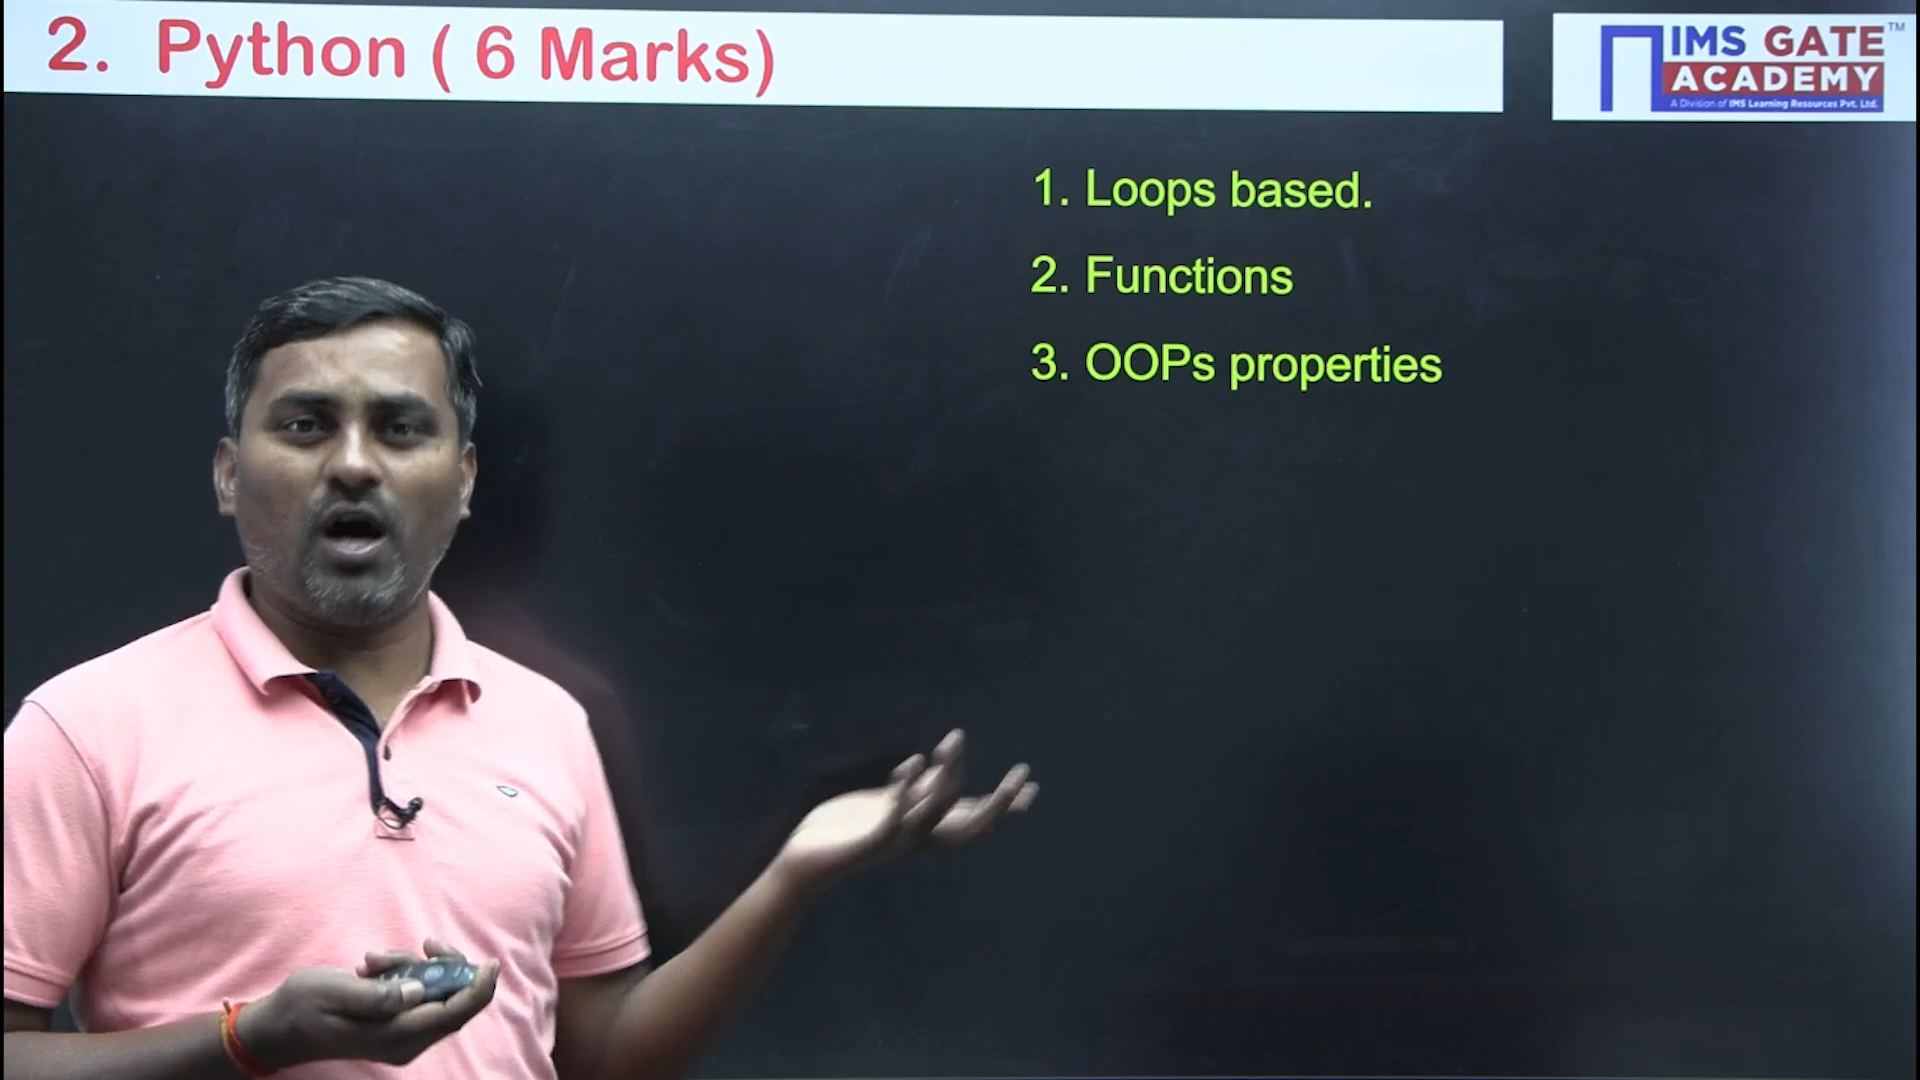 2. Python ( 6 Marks)
IMS GATE™
ACADEMY
A Division of IMS Learning Resources Pvt. Ltd.
1. Loops based.
2. Functions
3. OOPs properties